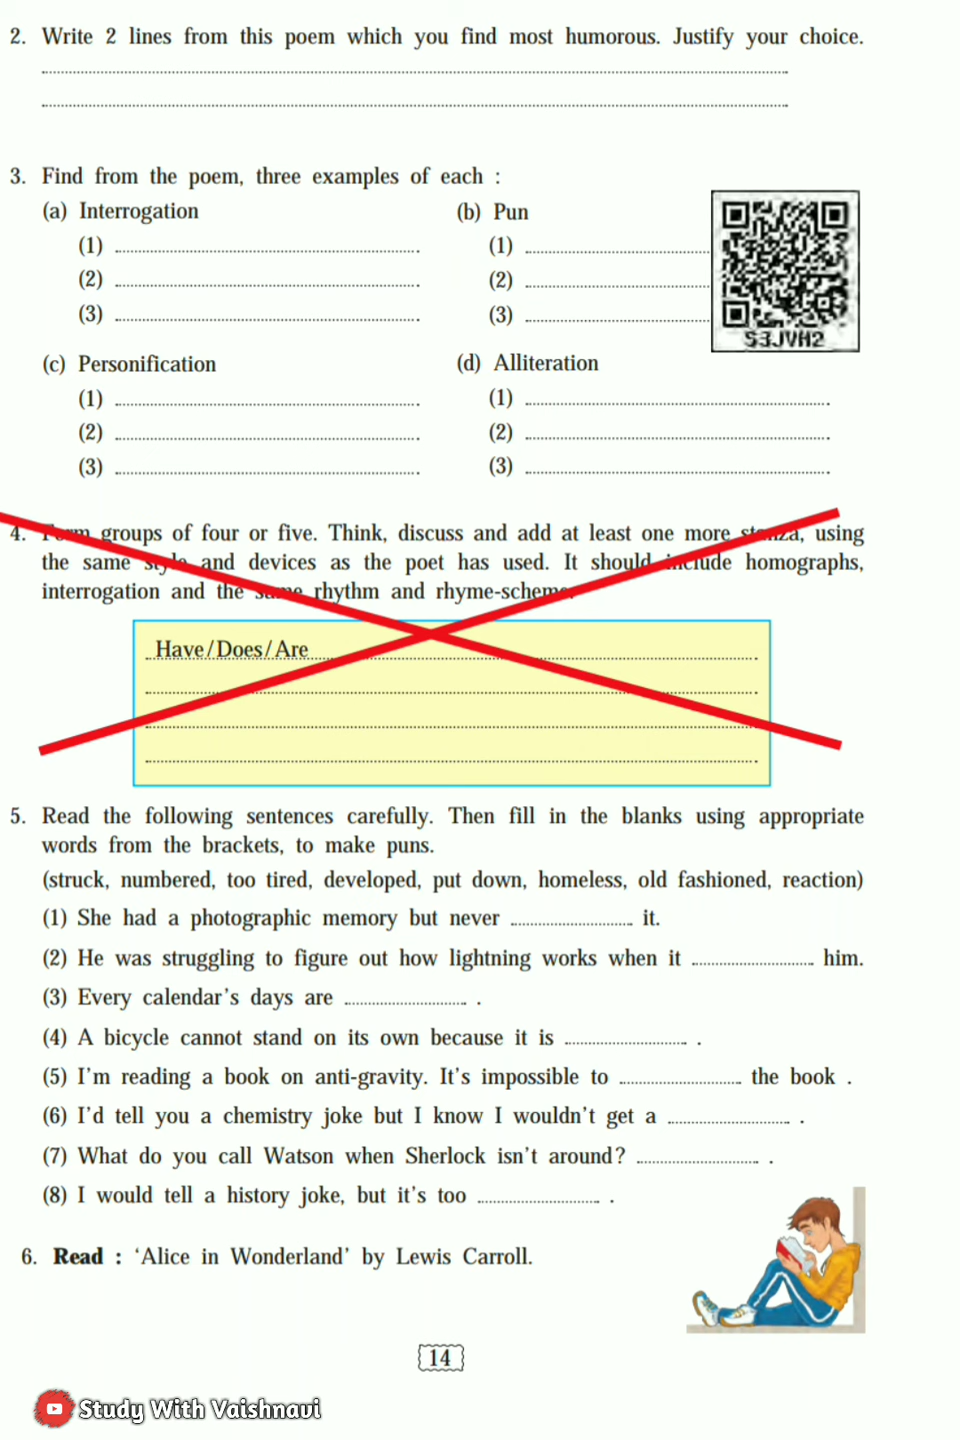 2. Write 2 lines from this poem which you find most humorous. Justify your choice.
3. Find from the poem, three examples of each :
(a) Interrogation (b) Pun
(1) (1)
(2) (2)
(3) (3)
S3JVH2
(c) Personification (d) Alliteration
(1) (1)
(2) (2)
(3) (3)
4. Form groups of four or five. Think, discuss and add at least one more stanza, using
the same style and devices as the poet has used. It should include homographs,
interrogation and the same rhythm and rhyme-scheme.
Have/Does/Are
5. Read the following sentences carefully. Then fill in the blanks using appropriate
words from the brackets, to make puns.
(struck, numbered, too tired, developed, put down, homeless, old fashioned, reaction)
(1) She had a photographic memory but never .......................... it.
(2) He was struggling to figure out how lightning works when it .......................... him.
(3) Every calendar's days are .......................... .
(4) A bicycle cannot stand on its own because it is .......................... .
(5) I'm reading a book on anti-gravity. It's impossible to .......................... the book .
(6) I'd tell you a chemistry joke but I know I wouldn't get a .......................... .
(7) What do you call Watson when Sherlock isn't around? .......................... .
(8) I would tell a history joke, but it's too .......................... .
6. Read : 'Alice in Wonderland' by Lewis Carroll.
14
Study With Vaishnavi